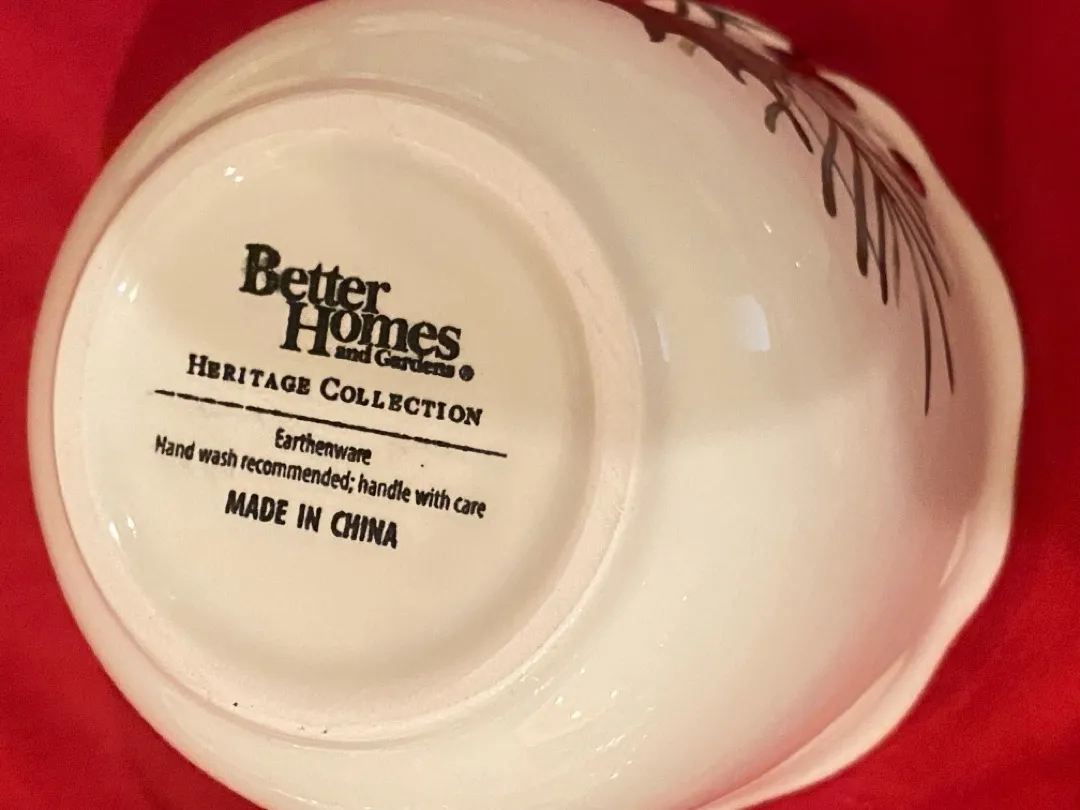 Better
Homes
and Gardens ®
HERITAGE COLLECTION
Earthenware
Hand wash recommended; handle with care
MADE IN CHINA